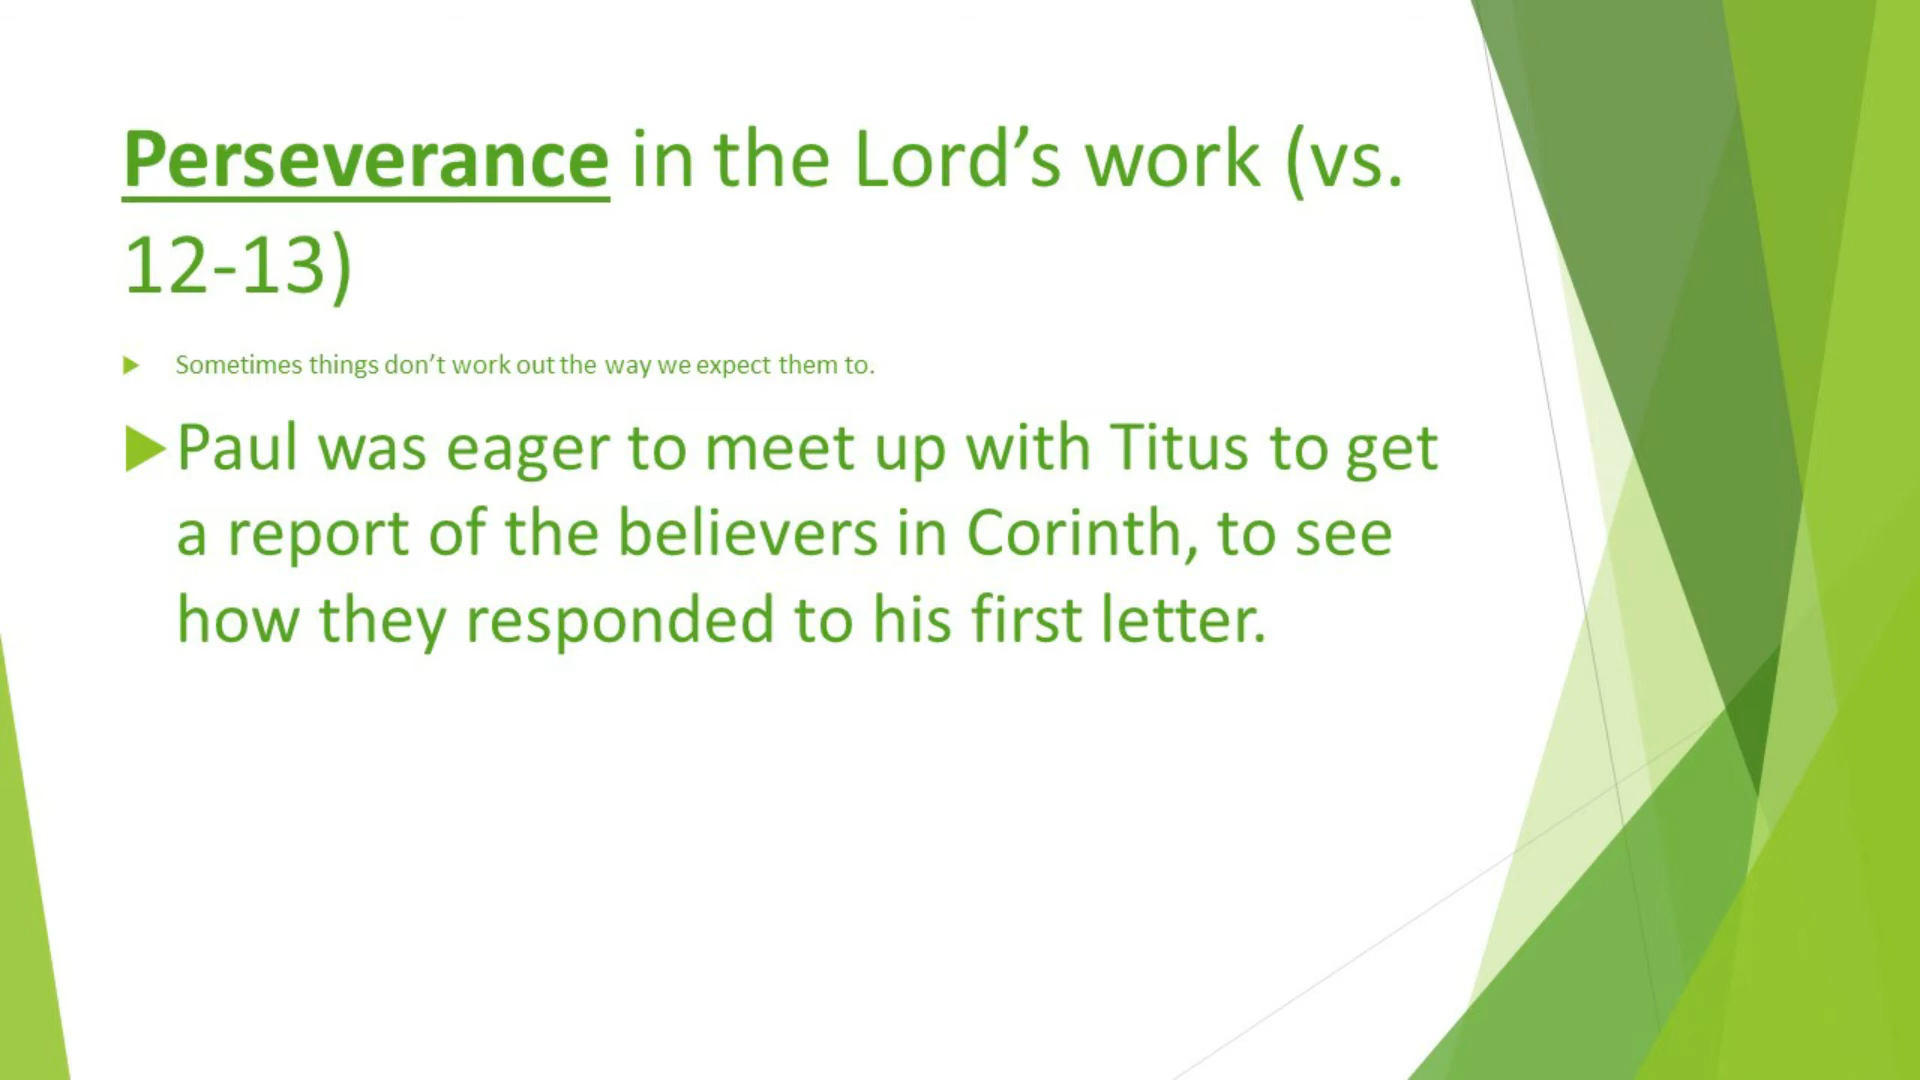 Perseverance in the Lord’s work (vs.
12-13)
Sometimes things don’t work out the way we expect them to.
Paul was eager to meet up with Titus to get
a report of the believers in Corinth, to see
how they responded to his first letter.